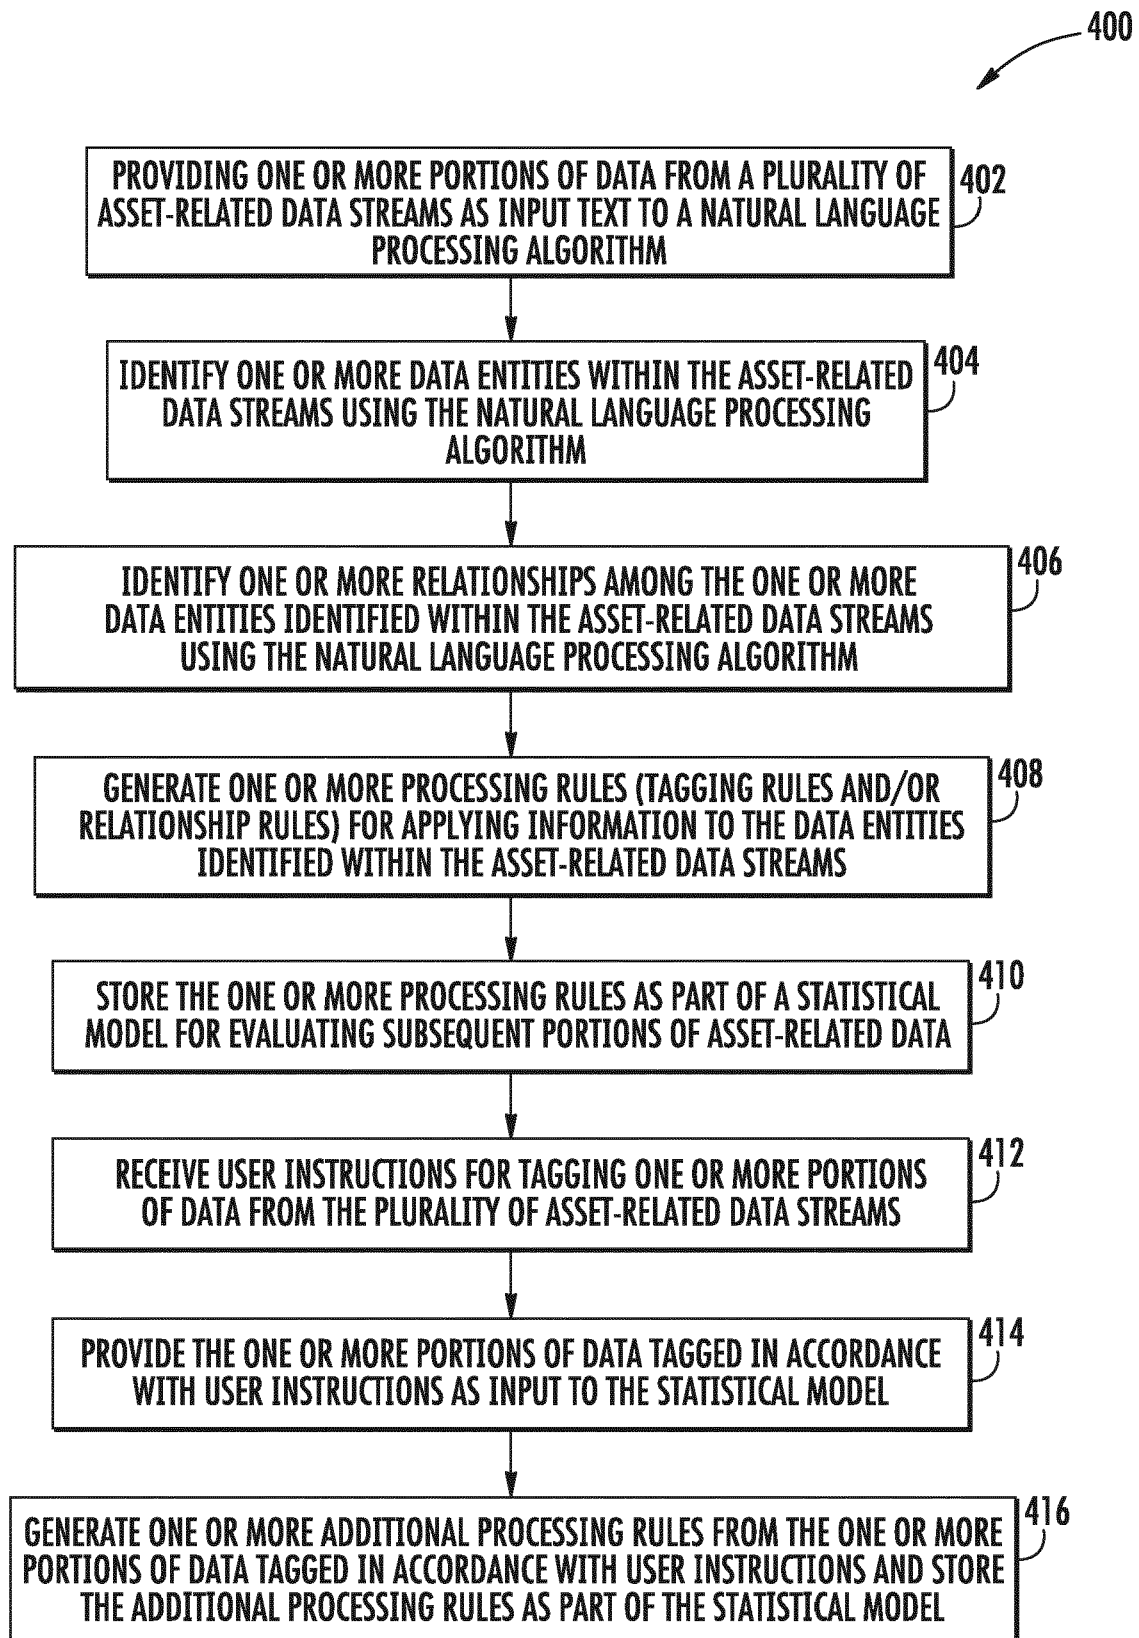 400
PROVIDING ONE OR MORE PORTIONS OF DATA FROM A PLURALITY OF
ASSET-RELATED DATA STREAMS AS INPUT TEXT TO A NATURAL LANGUAGE
PROCESSING ALGORITHM
402
IDENTIFY ONE OR MORE DATA ENTITIES WITHIN THE ASSET-RELATED
DATA STREAMS USING THE NATURAL LANGUAGE PROCESSING
ALGORITHM
404
IDENTIFY ONE OR MORE RELATIONSHIPS AMONG THE ONE OR MORE
DATA ENTITIES IDENTIFIED WITHIN THE ASSET-RELATED DATA STREAMS
USING THE NATURAL LANGUAGE PROCESSING ALGORITHM
406
GENERATE ONE OR MORE PROCESSING RULES (TAGGING RULES AND/OR
RELATIONSHIP RULES) FOR APPLYING INFORMATION TO THE DATA ENTITIES
IDENTIFIED WITHIN THE ASSET-RELATED DATA STREAMS
408
STORE THE ONE OR MORE PROCESSING RULES AS PART OF A STATISTICAL
MODEL FOR EVALUATING SUBSEQUENT PORTIONS OF ASSET-RELATED DATA
410
RECEIVE USER INSTRUCTIONS FOR TAGGING ONE OR MORE PORTIONS
OF DATA FROM THE PLURALITY OF ASSET-RELATED DATA STREAMS
412
PROVIDE THE ONE OR MORE PORTIONS OF DATA TAGGED IN ACCORDANCE
WITH USER INSTRUCTIONS AS INPUT TO THE STATISTICAL MODEL
414
GENERATE ONE OR MORE ADDITIONAL PROCESSING RULES FROM THE ONE OR MORE
PORTIONS OF DATA TAGGED IN ACCORDANCE WITH USER INSTRUCTIONS AND STORE
THE ADDITIONAL PROCESSING RULES AS PART OF THE STATISTICAL MODEL
416